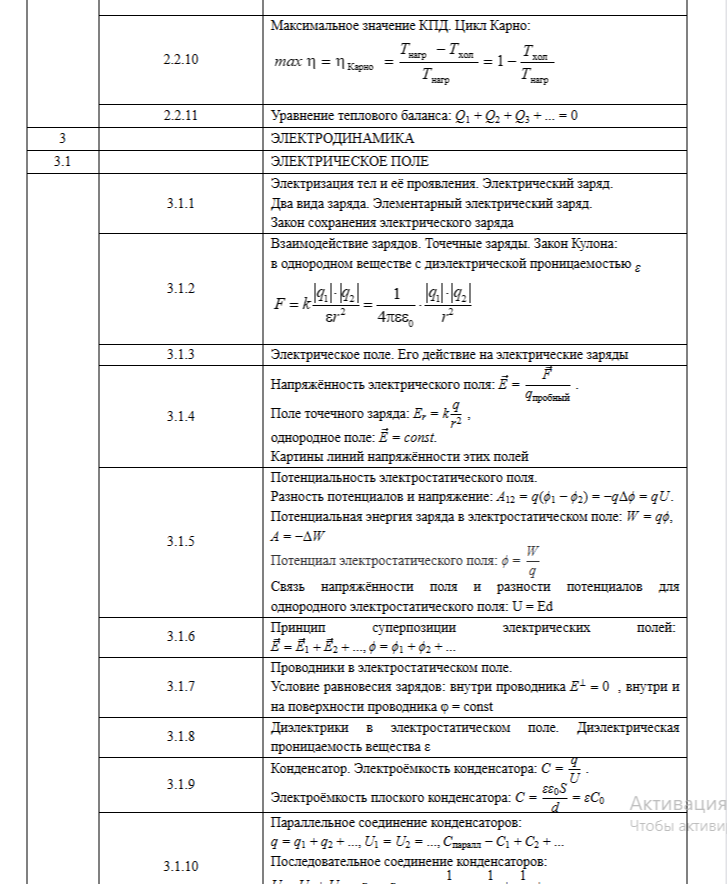 2.2.10
Максимальное значение КПД. Цикл Карно:
max η = η Карно = (Tнагр − Tхол) / Tнагр = 1 − Tхол / Tнагр
2.2.11 Уравнение теплового баланса: Q₁ + Q₂ + Q₃ + ... = 0
3 ЭЛЕКТРОДИНАМИКА
3.1 ЭЛЕКТРИЧЕСКОЕ ПОЛЕ
3.1.1
Электризация тел и её проявления. Электрический заряд.
Два вида заряда. Элементарный электрический заряд.
Закон сохранения электрического заряда
3.1.2
Взаимодействие зарядов. Точечные заряды. Закон Кулона:
в однородном веществе с диэлектрической проницаемостью ε
F = k |q₁|·|q₂| / εr² = 1 / 4πεε₀ · |q₁|·|q₂| / r²
3.1.3 Электрическое поле. Его действие на электрические заряды
3.1.4
Напряжённость электрического поля: E⃗ = F⃗ / qпробный .
Поле точечного заряда: Eᵣ = k q / r² ,
однородное поле: E⃗ = const.
Картины линий напряжённости этих полей
3.1.5
Потенциальность электростатического поля.
Разность потенциалов и напряжение: A₁₂ = q(ϕ₁ − ϕ₂) = −qΔϕ = qU.
Потенциальная энергия заряда в электростатическом поле: W = qϕ,
A = −ΔW
Потенциал электростатического поля: ϕ = W / q
Связь напряжённости поля и разности потенциалов для
однородного электростатического поля: U = Ed
3.1.6
Принцип суперпозиции электрических полей:
E⃗ = E⃗₁ + E⃗₂ + ..., ϕ = ϕ₁ + ϕ₂ + ...
3.1.7
Проводники в электростатическом поле.
Условие равновесия зарядов: внутри проводника E⊥ = 0 , внутри и
на поверхности проводника φ = const
3.1.8
Диэлектрики в электростатическом поле. Диэлектрическая
проницаемость вещества ε
3.1.9
Конденсатор. Электроёмкость конденсатора: C = q / U .
Электроёмкость плоского конденсатора: C = εε₀S / d = εC₀
Активация
Чтобы активи
3.1.10
Параллельное соединение конденсаторов:
q = q₁ + q₂ + ..., U₁ = U₂ = ..., Cпаралл − C₁ + C₂ + ...
Последовательное соединение конденсаторов: